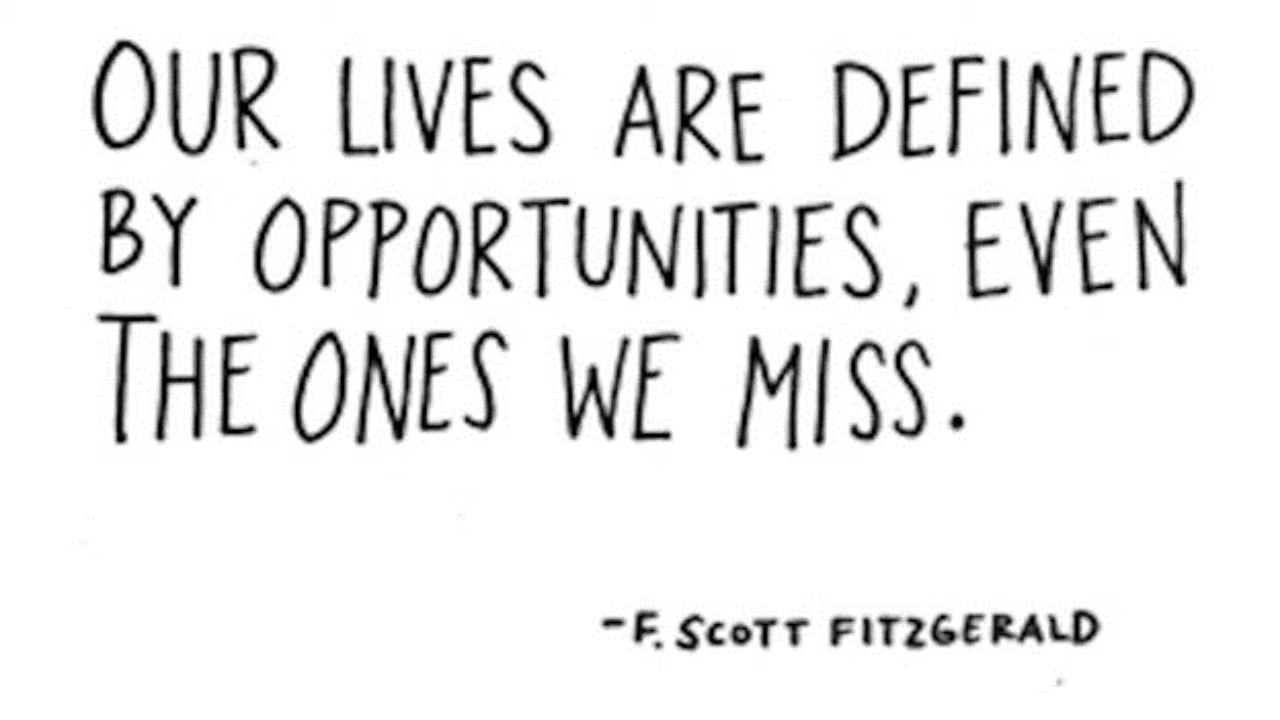 OUR LIVES ARE DEFINED
BY OPPORTUNITIES, EVEN
THE ONES WE MISS.
-F. SCOTT FITZGERALD